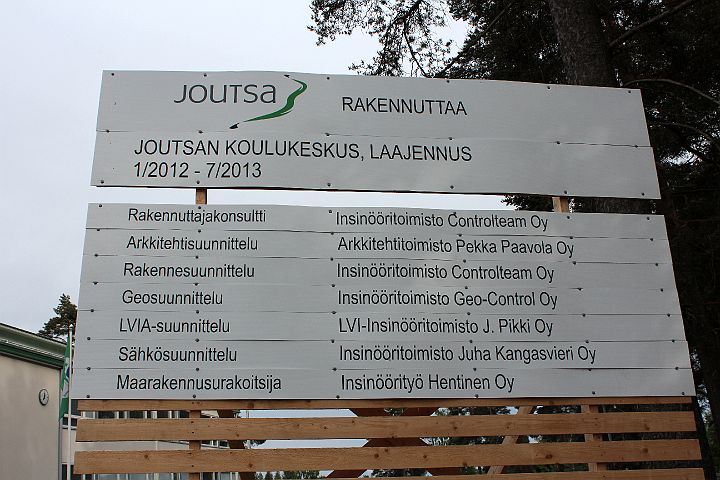 JOUTSA RAKENNUTTAA
JOUTSAN KOULUKESKUS, LAAJENNUS
1/2012 - 7/2013
Rakennuttajakonsultti Insinööritoimisto Controlteam Oy
Arkkitehtisuunnittelu Arkkitehtitoimisto Pekka Paavola Oy
Rakennesuunnittelu Insinööritoimisto Controlteam Oy
Geosuunnittelu Insinööritoimisto Geo-Control Oy
LVIA-suunnittelu LVI-Insinööritoimisto J. Pikki Oy
Sähkösuunnittelu Insinööritoimisto Juha Kangasvieri Oy
Maarakennusurakoitsija Insinöörityö Hentinen Oy